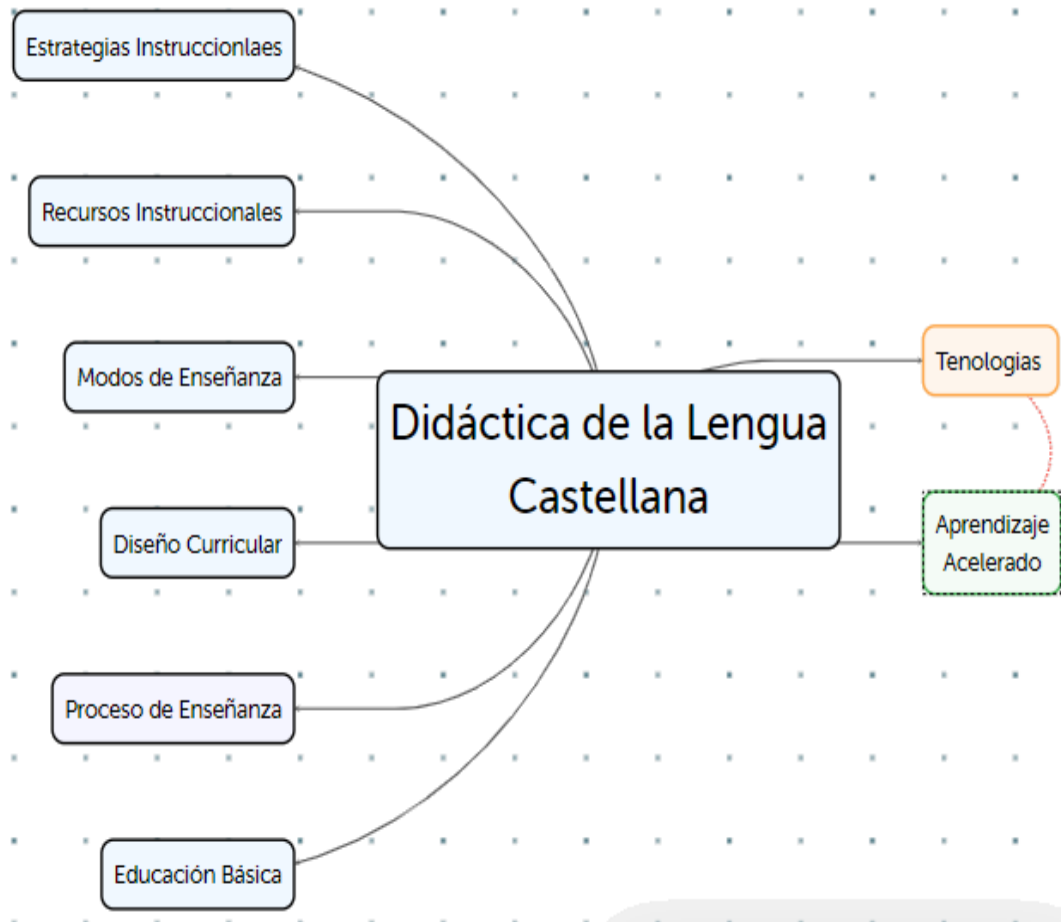 Estrategias Instruccionlaes
Recursos Instruccionales
Modos de Enseñanza
Diseño Curricular
Proceso de Enseñanza
Educación Básica
Didáctica de la Lengua
Castellana
Tenologias
Aprendizaje
Acelerado